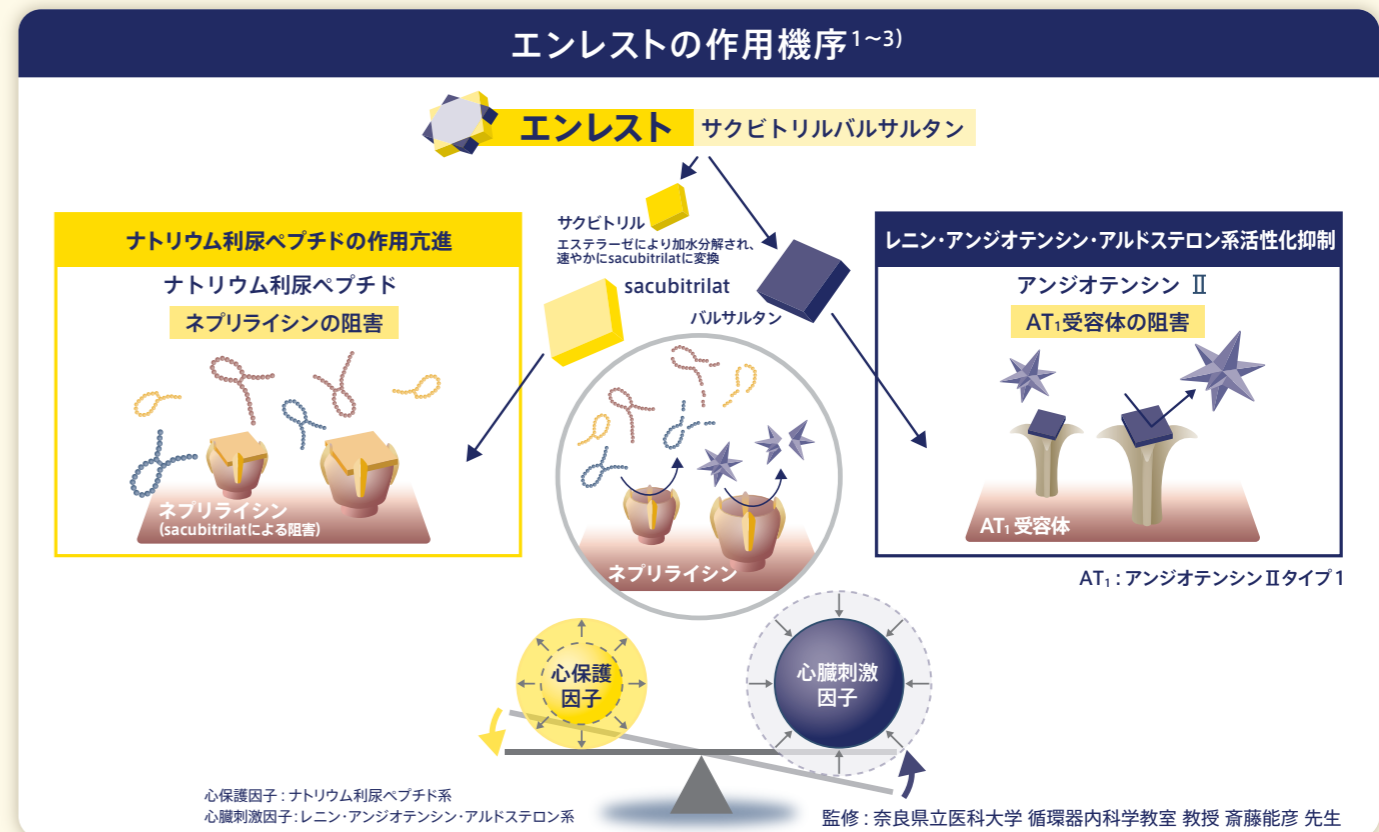 エンレストの作用機序1~3)
エンレスト サクビトリルバルサルタン
ナトリウム利尿ペプチドの作用亢進
ナトリウム利尿ペプチド
ネプリライシンの阻害
ネプリライシン
(sacubitrilatによる阻害)
サクビトリル
エステラーゼにより加水分解され、
速やかにsacubitrilatに変換
sacubitrilat
バルサルタン
ネプリライシン
レニン・アンジオテンシン・アルドステロン系活性化抑制
アンジオテンシン Ⅱ
AT₁受容体の阻害
AT₁受容体
AT₁:アンジオテンシンⅡタイプ1
心保護
因子
心臓刺激
因子
心保護因子:ナトリウム利尿ペプチド系
心臓刺激因子:レニン・アンジオテンシン・アルドステロン系
監修:奈良県立医科大学 循環器内科学教室 教授 斎藤能彦 先生